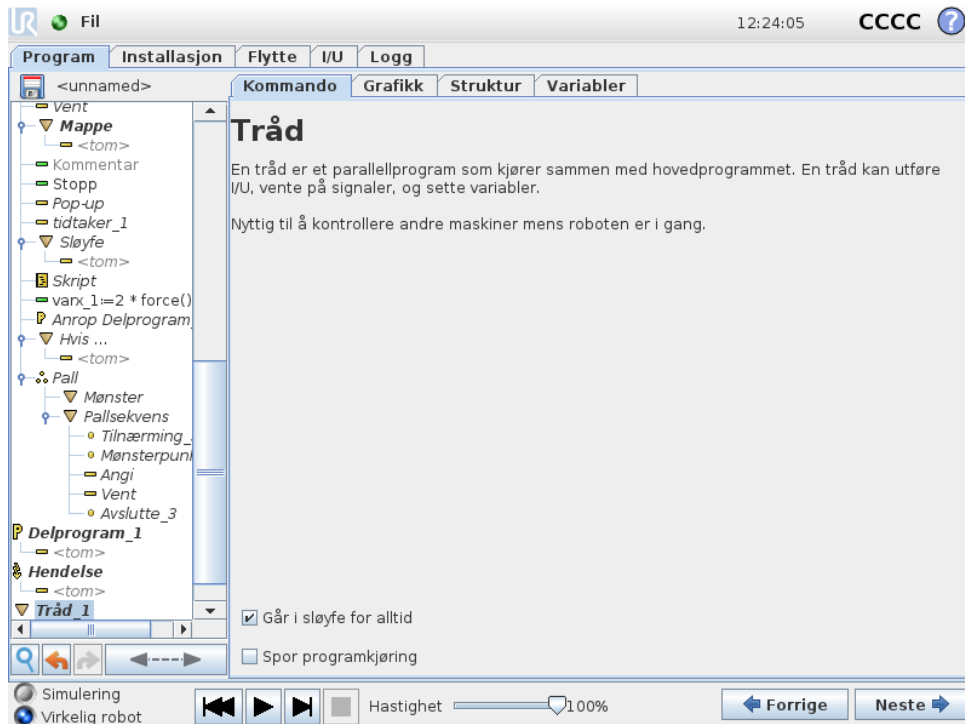 UR Fil 12:24:05 CCCC ?
Program Installasjon Flytte I/U Logg
<unnamed>
Kommando Grafikk Struktur Variabler
Vent
Mappe
<tom>
Kommentar
Stopp
Pop-up
tidtaker_1
Sløyfe
<tom>
Skript
varx_1:=2 * force()
Anrop Delprogram_
Hvis ...
<tom>
Pall
Mønster
Pallsekvens
Tilnærming_
Mønsterpun
Angi
Vent
Avslutte_3
P Delprogram_1
<tom>
Hendelse
<tom>
Tråd_1
Tråd
En tråd er et parallellprogram som kjører sammen med hovedprogrammet. En tråd kan utføre
I/U, vente på signaler, og sette variabler.
Nyttig til å kontrollere andre maskiner mens roboten er i gang.
Går i sløyfe for alltid
Spor programkjøring
Simulering
Virkelig robot
Hastighet 100%
Forrige Neste